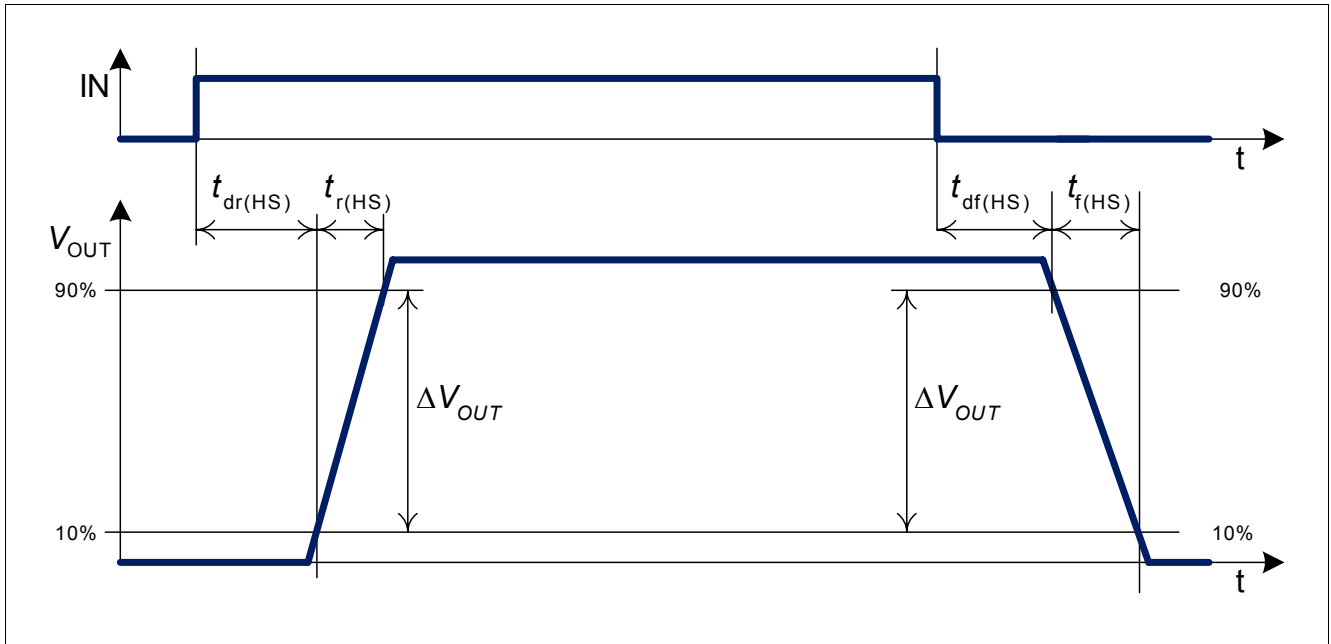 IN
t
t dr(HS) t r(HS) t df(HS) t f(HS)
V OUT
90% 90%
ΔV OUT ΔV OUT
10% 10%
t